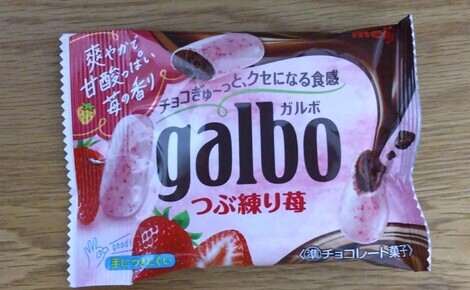 meiji
爽やかで
甘酸っぱい
苺の香り
チョコぎゅーっと、クセになる食感
ガルボ
galbo
つぶ練り苺
good!
手につきにくい
〈準チョコレート菓子〉